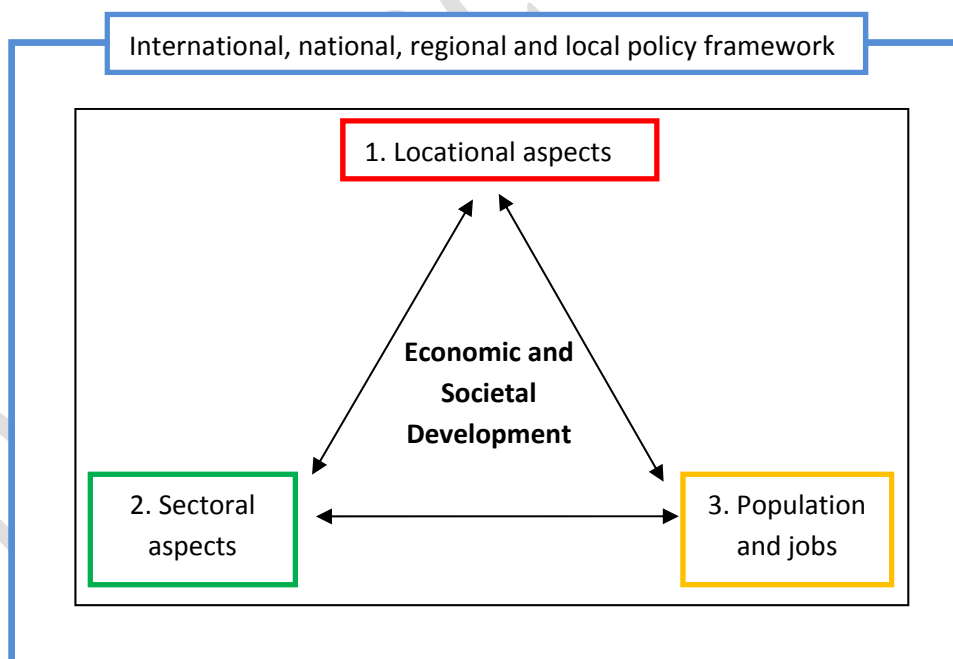 International, national, regional and local policy framework
1. Locational aspects
Economic and
Societal
Development
2. Sectoral
aspects
3. Population
and jobs